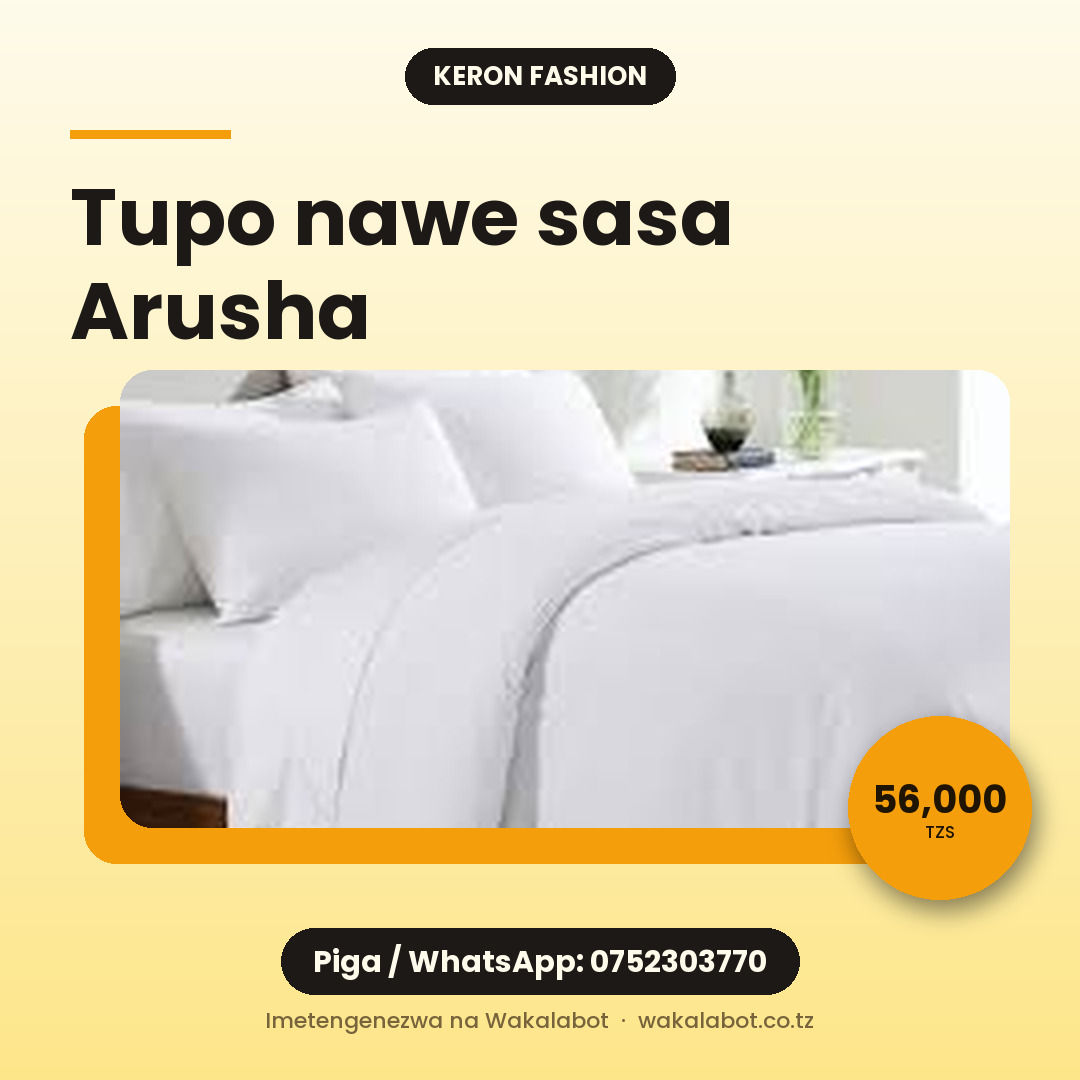 KERON FASHION
Tupo nawe sasa
Arusha
56,000
TZS
Piga / WhatsApp: 0752303770
Imetengenezwa na Wakalabot · wakalabot.co.tz